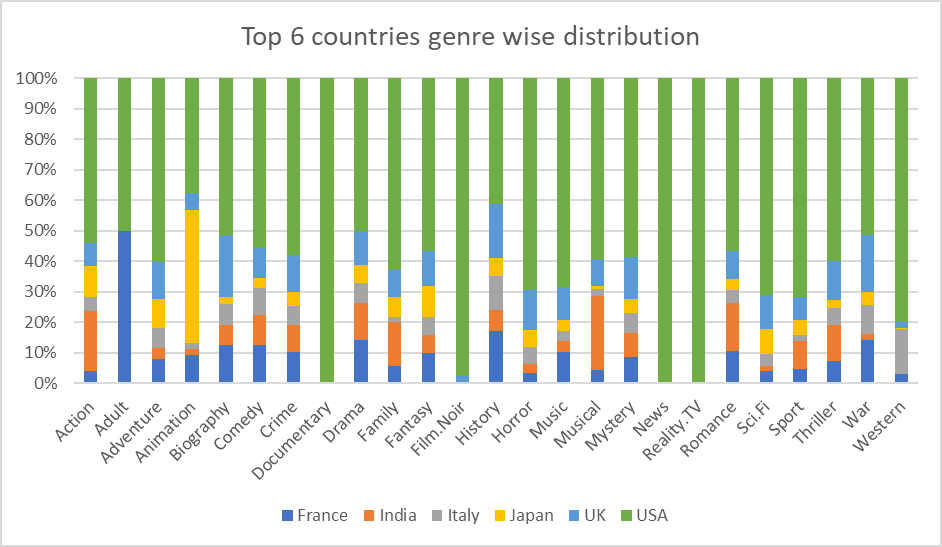 Top 6 countries genre wise distribution
100%
90%
80%
70%
60%
50%
40%
30%
20%
10%
0%
Action
Adult
Adventure
Animation
Biography
Comedy
Crime
Documentary
Drama
Family
Fantasy
Film.Noir
History
Horror
Music
Musical
Mystery
News
Reality.TV
Romance
Sci.Fi
Sport
Thriller
War
Western
France India Italy Japan UK USA